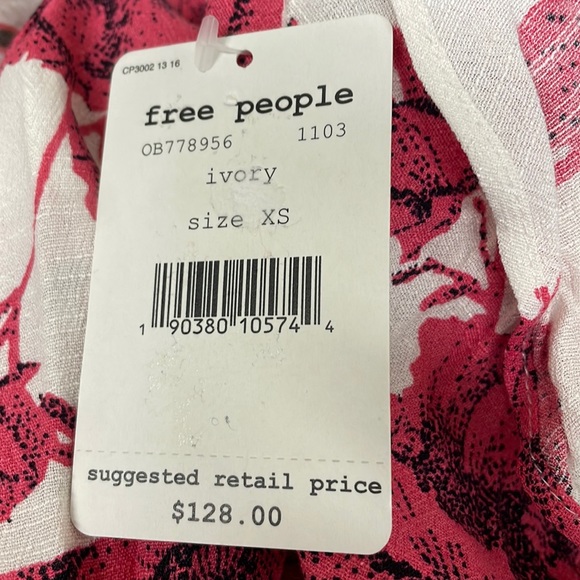 CP3002 13 16
free people
OB778956 1103
ivory
size XS
1 90380 10574 4
suggested retail price
$128.00